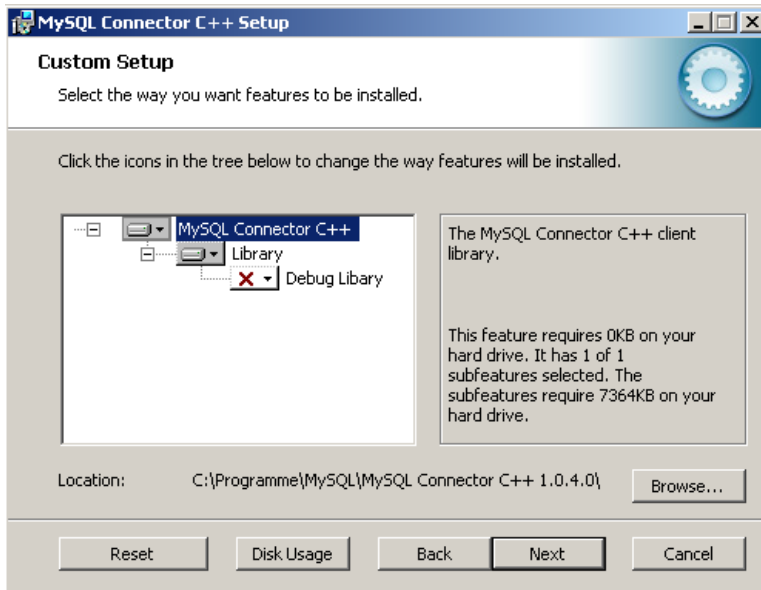 MySQL Connector C++ Setup
Custom Setup
Select the way you want features to be installed.
Click the icons in the tree below to change the way features will be installed.
MySQL Connector C++
Library
Debug Libary
The MySQL Connector C++ client
library.
This feature requires 0KB on your
hard drive. It has 1 of 1
subfeatures selected. The
subfeatures require 7364KB on your
hard drive.
Location: C:\Programme\MySQL\MySQL Connector C++ 1.0.4.0\ Browse...
Reset Disk Usage Back Next Cancel